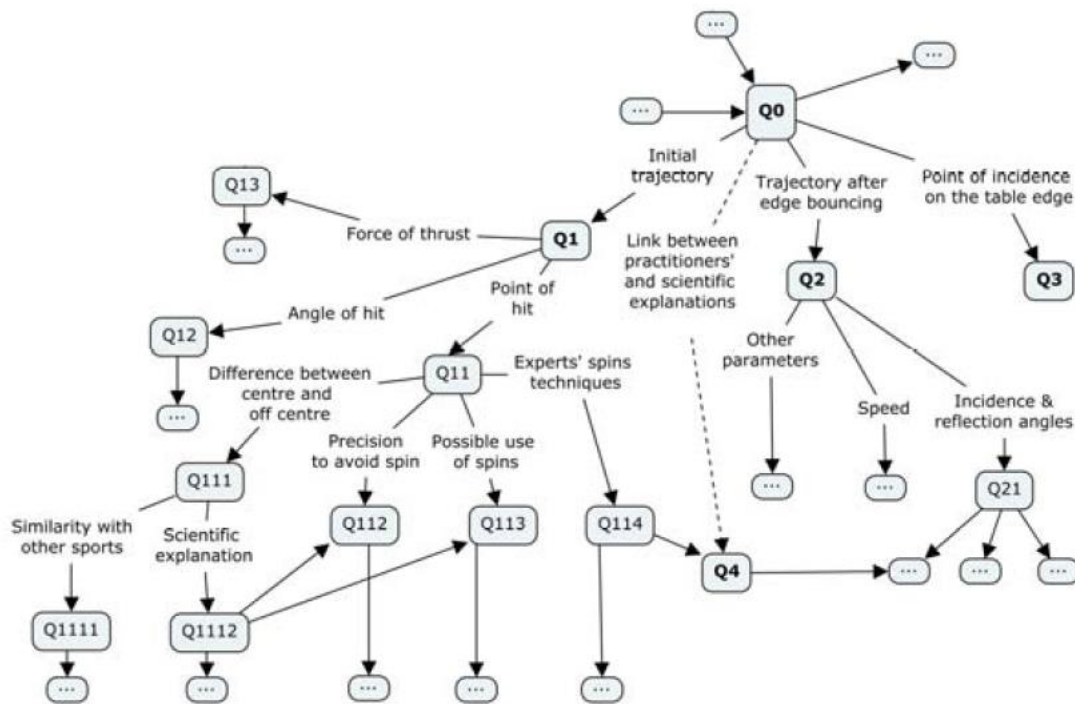 ...
...
...
Q0
Initial
trajectory
Trajectory after
edge bouncing
Point of incidence
on the table edge
Q13
...
Force of thrust
Q1
Link between
practitioners'
and scientific
explanations
Q2
Q3
Point of
hit
Angle of hit
Q12
...
Other
parameters
Speed
Incidence &
reflection angles
Difference between
centre and
off centre
Q11
Experts' spins
techniques
Precision
to avoid spin
Possible use
of spins
Q111
...
...
Q21
Similarity with
other sports
Scientific
explanation
Q112
Q113
Q114
Q4
...
...
...
Q1111
Q1112
...
...
...
...
...